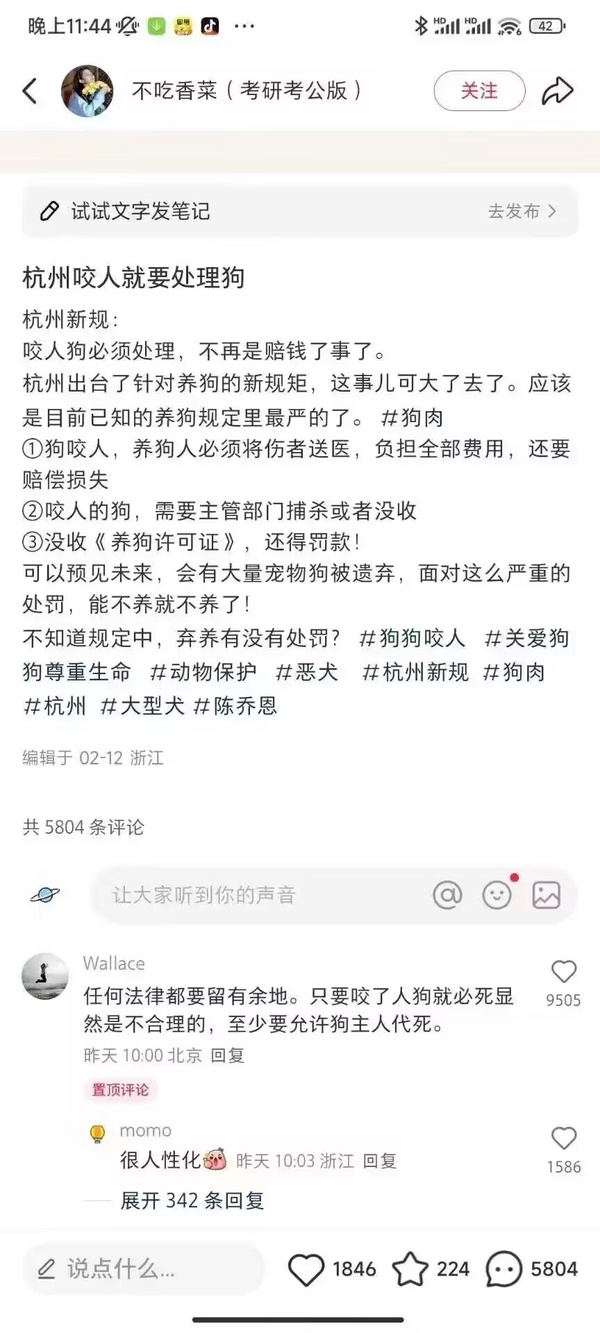 晚上11:44
42
不吃香菜（考研考公版）
关注
试试文字发笔记
去发布
杭州咬人就要处理狗
杭州新规：
咬人狗必须处理，不再是赔钱了事了。
杭州出台了针对养狗的新规矩，这事儿可大了去了。应该
是目前已知的养狗规定里最严的了。 #狗肉
①狗咬人，养狗人必须将伤者送医，负担全部费用，还要
赔偿损失
②咬人的狗，需要主管部门捕杀或者没收
③没收《养狗许可证》，还得罚款！
可以预见未来，会有大量宠物狗被遗弃，面对这么严重的
处罚，能不养就不养了！
不知道规定中，弃养有没有处罚？ #狗狗咬人 #关爱狗
狗尊重生命 #动物保护 #恶犬 #杭州新规 #狗肉
#杭州 #大型犬 #陈乔恩
编辑于 02-12 浙江
共 5804 条评论
让大家听到你的声音
Wallace
任何法律都要留有余地。只要咬了人狗就必死显
然是不合理的，至少要允许狗主人代死。
9505
昨天 10:00 北京 回复
置顶评论
momo
很人性化 昨天 10:03 浙江 回复
1586
展开 342 条回复
说点什么...
1846
224
5804